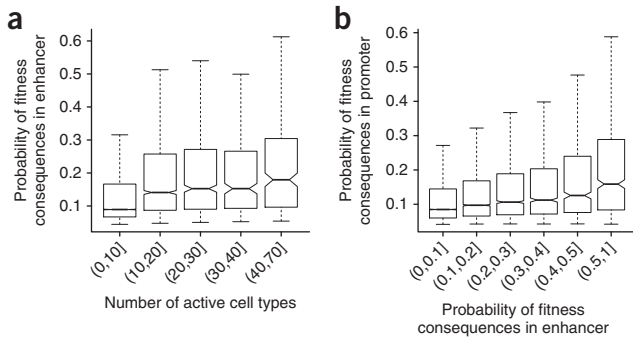 a
Probability of fitness
consequences in enhancer
0.6
0.5
0.4
0.3
0.2
0.1
(0,10]
(10,20]
(20,30]
(30,40]
(40,70]
Number of active cell types
b
Probability of fitness
consequences in promoter
0.6
0.5
0.4
0.3
0.2
0.1
(0,0.1]
(0.1,0.2]
(0.2,0.3]
(0.3,0.4]
(0.4,0.5]
(0.5,1]
Probability of fitness
consequences in enhancer